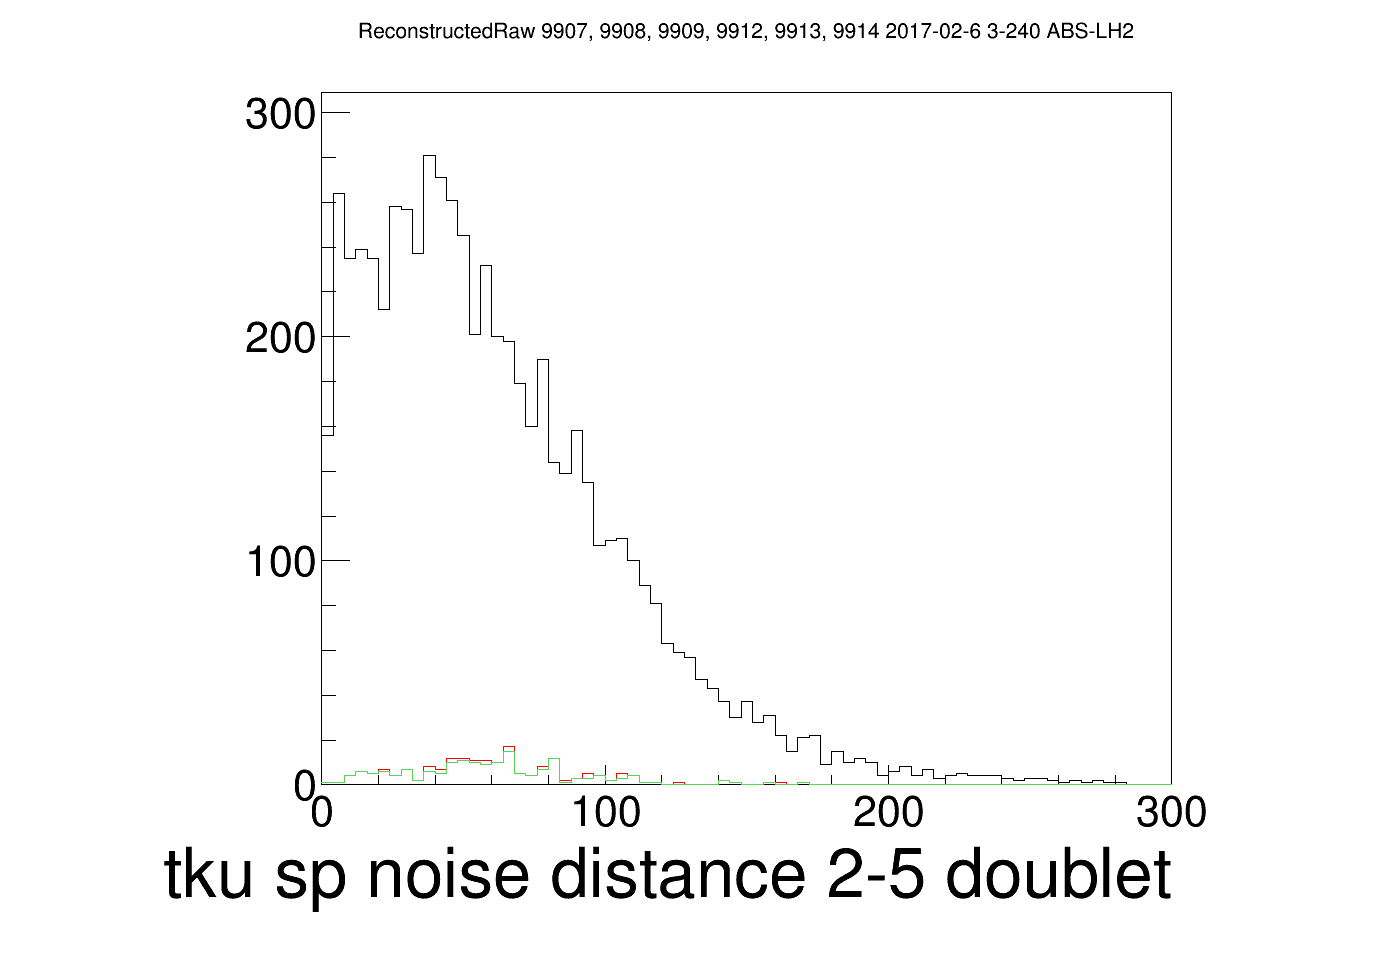 ReconstructedRaw 9907, 9908, 9909, 9912, 9913, 9914 2017-02-6 3-240 ABS-LH2
300
200
100
0
0 100 200 300
tku sp noise distance 2-5 doublet